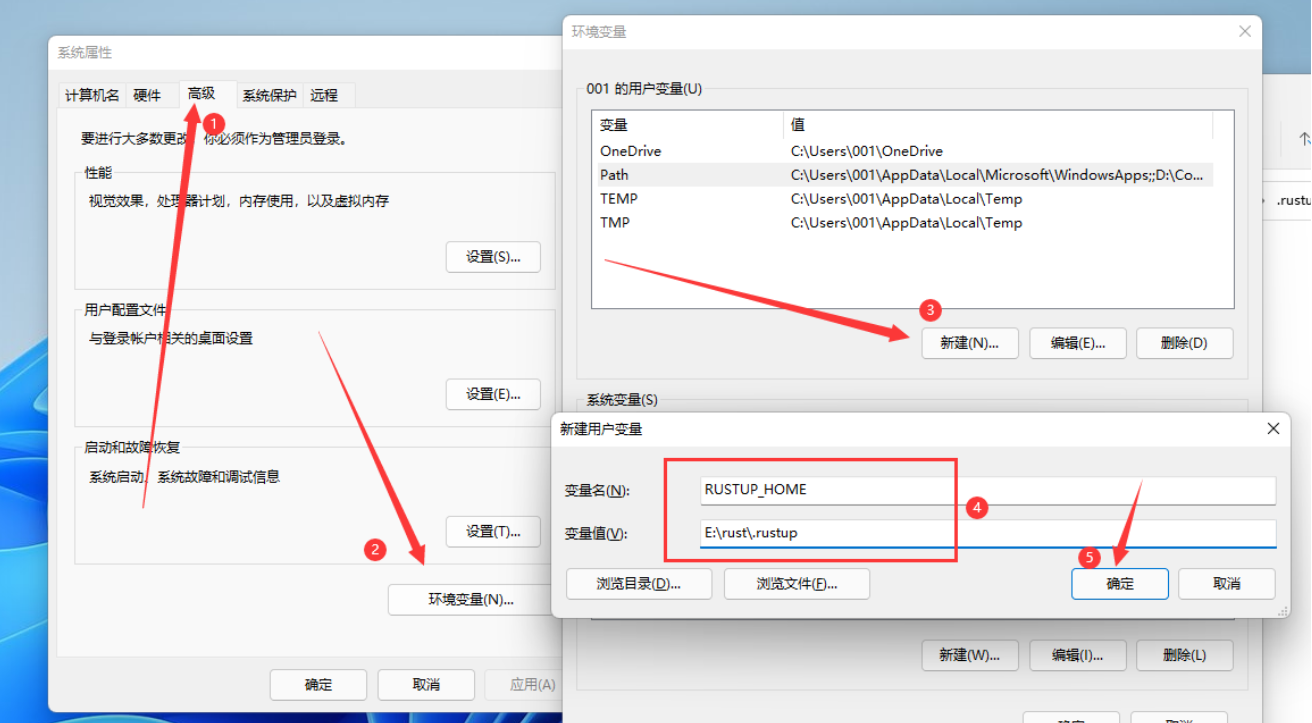 系统属性
计算机名 硬件 高级 系统保护 远程
1
要进行大多数更改，你必须作为管理员登录。
性能
视觉效果，处理器计划，内存使用，以及虚拟内存
设置(S)...
用户配置文件
与登录帐户相关的桌面设置
设置(E)...
启动和故障恢复
系统启动、系统故障和调试信息
设置(T)...
2
环境变量(N)...
确定 取消 应用(A)
环境变量
001 的用户变量(U)
变量 值
OneDrive C:\Users\001\OneDrive
Path C:\Users\001\AppData\Local\Microsoft\WindowsApps;;D:\Co...
TEMP C:\Users\001\AppData\Local\Temp
TMP C:\Users\001\AppData\Local\Temp
3
新建(N)... 编辑(E)... 删除(D)
系统变量(S)
新建用户变量
变量名(N): RUSTUP_HOME
4
变量值(V): E:\rust\.rustup
5
浏览目录(D)... 浏览文件(F)... 确定 取消
新建(W)... 编辑(I)... 删除(L)
.rustu